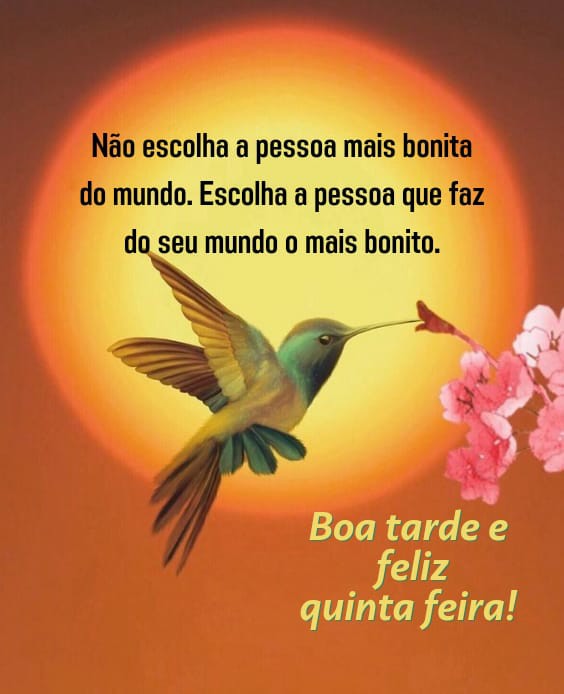 Não escolha a pessoa mais bonita
do mundo. Escolha a pessoa que faz
do seu mundo o mais bonito.
Boa tarde e
feliz
quinta feira!